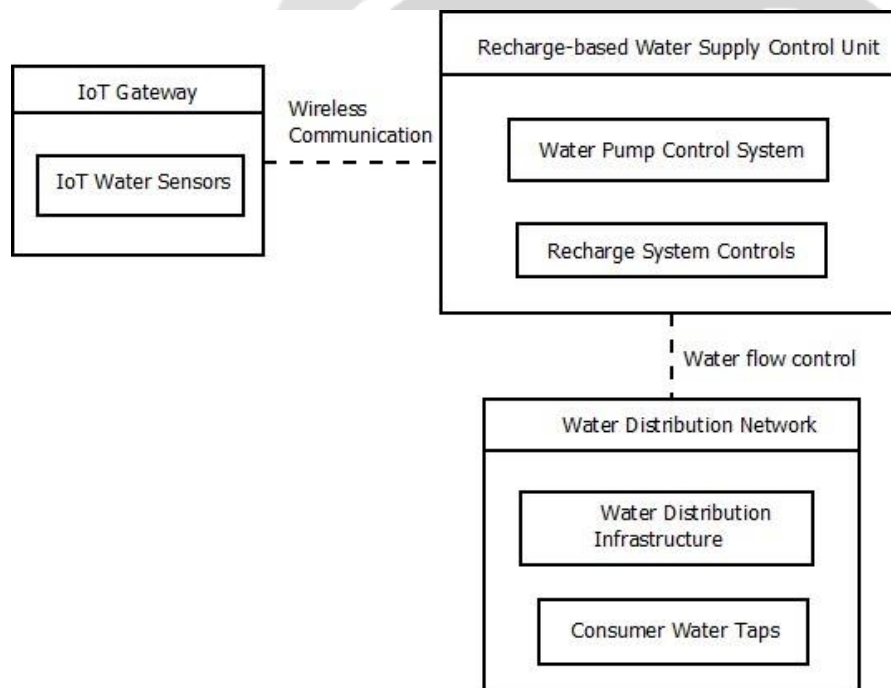 Recharge-based Water Supply Control Unit
IoT Gateway
IoT Water Sensors
Wireless
Communication
Water Pump Control System
Recharge System Controls
Water flow control
Water Distribution Network
Water Distribution
Infrastructure
Consumer Water Taps